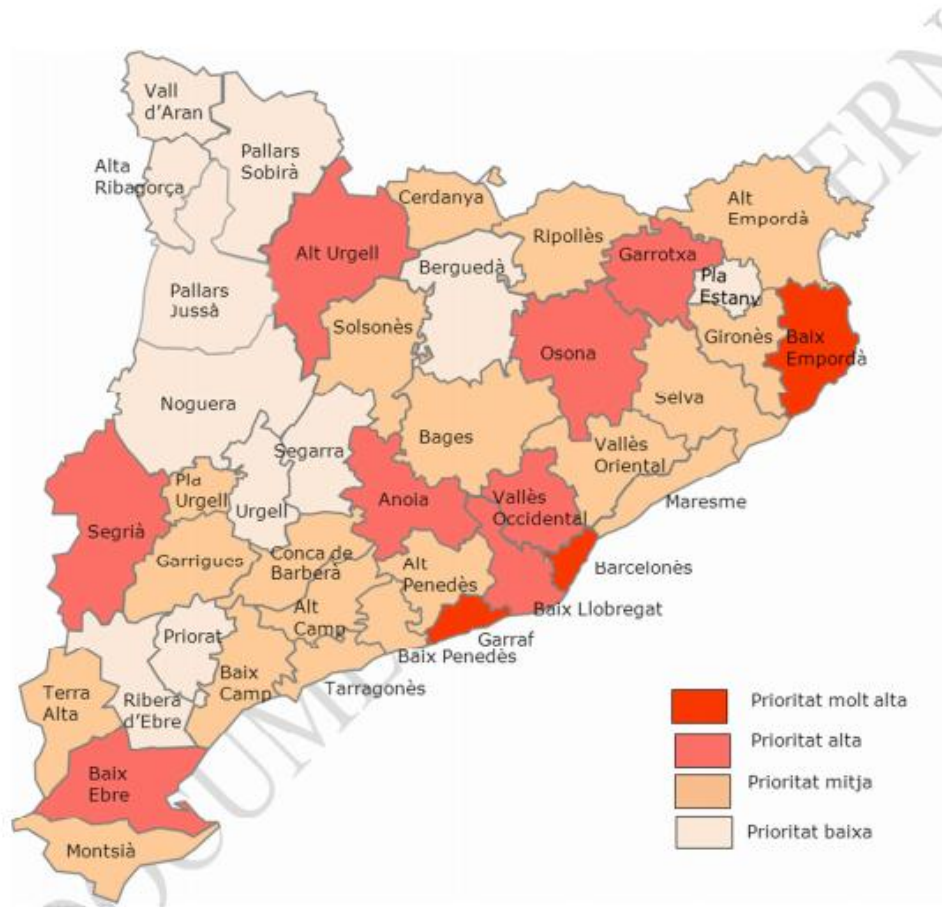 Vall
d'Aran
Alta
Ribagorça
Pallars
Sobirà
Cerdanya
Alt
Empordà
Ripollès
Alt Urgell
Garrotxa
Berguedà
Pla
Estany
Pallars
Jussà
Solsonès
Osona
Gironès
Baix
Empordà
Noguera
Selva
Segarra
Bages
Vallès
Oriental
Pla
Urgell
Urgell
Anoia
Vallès
Occidental
Maresme
Segrià
Garrigues
Conca de
Barberà
Alt
Penedès
Barcelonès
Alt
Camp
Baix Llobregat
Priorat
Garraf
Baix Penedès
Baix
Camp
Tarragonès
Terra
Alta
Ribera
d'Ebre
Baix
Ebre
Montsià
Prioritat molt alta
Prioritat alta
Prioritat mitja
Prioritat baixa